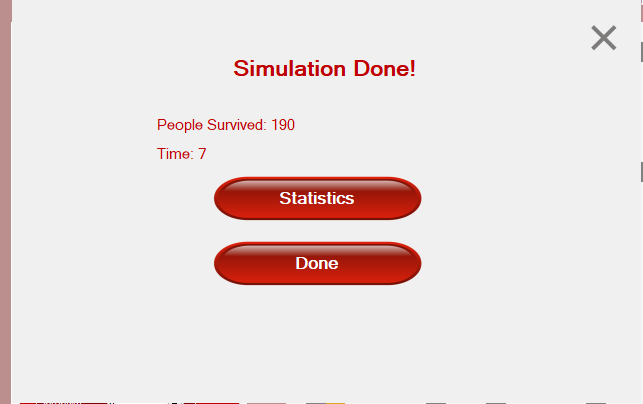 Simulation Done!
People Survived: 190
Time: 7
Statistics
Done